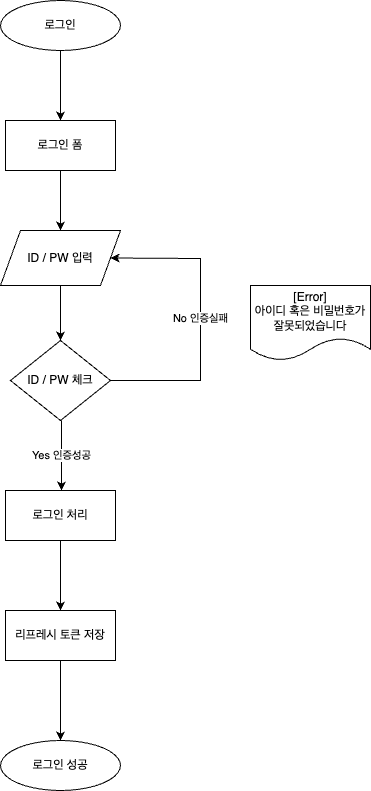 로그인
로그인 폼
ID / PW 입력
No 인증실패
[Error]
아이디 혹은 비밀번호가
잘못되었습니다
ID / PW 체크
Yes 인증성공
로그인 처리
리프레시 토큰 저장
로그인 성공